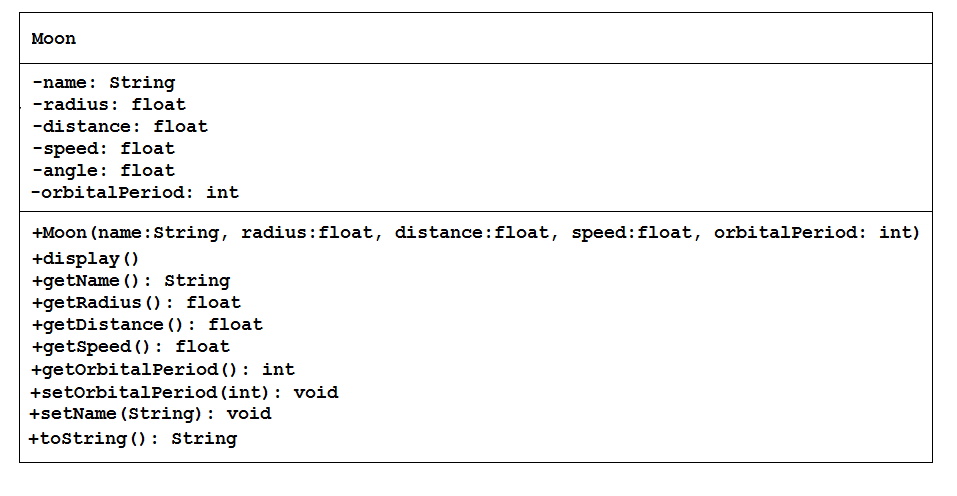 Moon
-name: String
-radius: float
-distance: float
-speed: float
-angle: float
-orbitalPeriod: int
+Moon(name:String, radius:float, distance:float, speed:float, orbitalPeriod: int)
+display()
+getName(): String
+getRadius(): float
+getDistance(): float
+getSpeed(): float
+getOrbitalPeriod(): int
+setOrbitalPeriod(int): void
+setName(String): void
+toString(): String